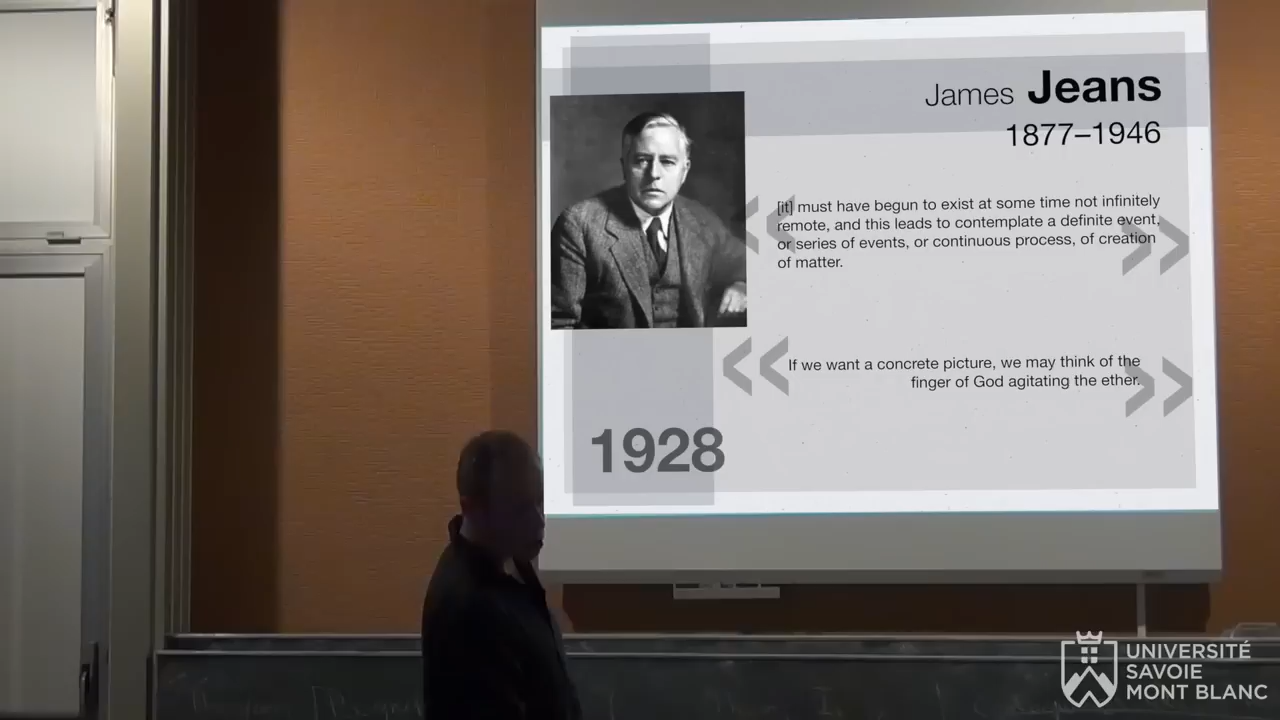 James Jeans
1877–1946
[it] must have begun to exist at some time not infinitely
remote, and this leads to contemplate a definite event,
or series of events, or continuous process, of creation
of matter.
If we want a concrete picture, we may think of the
finger of God agitating the ether.
1928
UNIVERSITÉ
SAVOIE
MONT BLANC